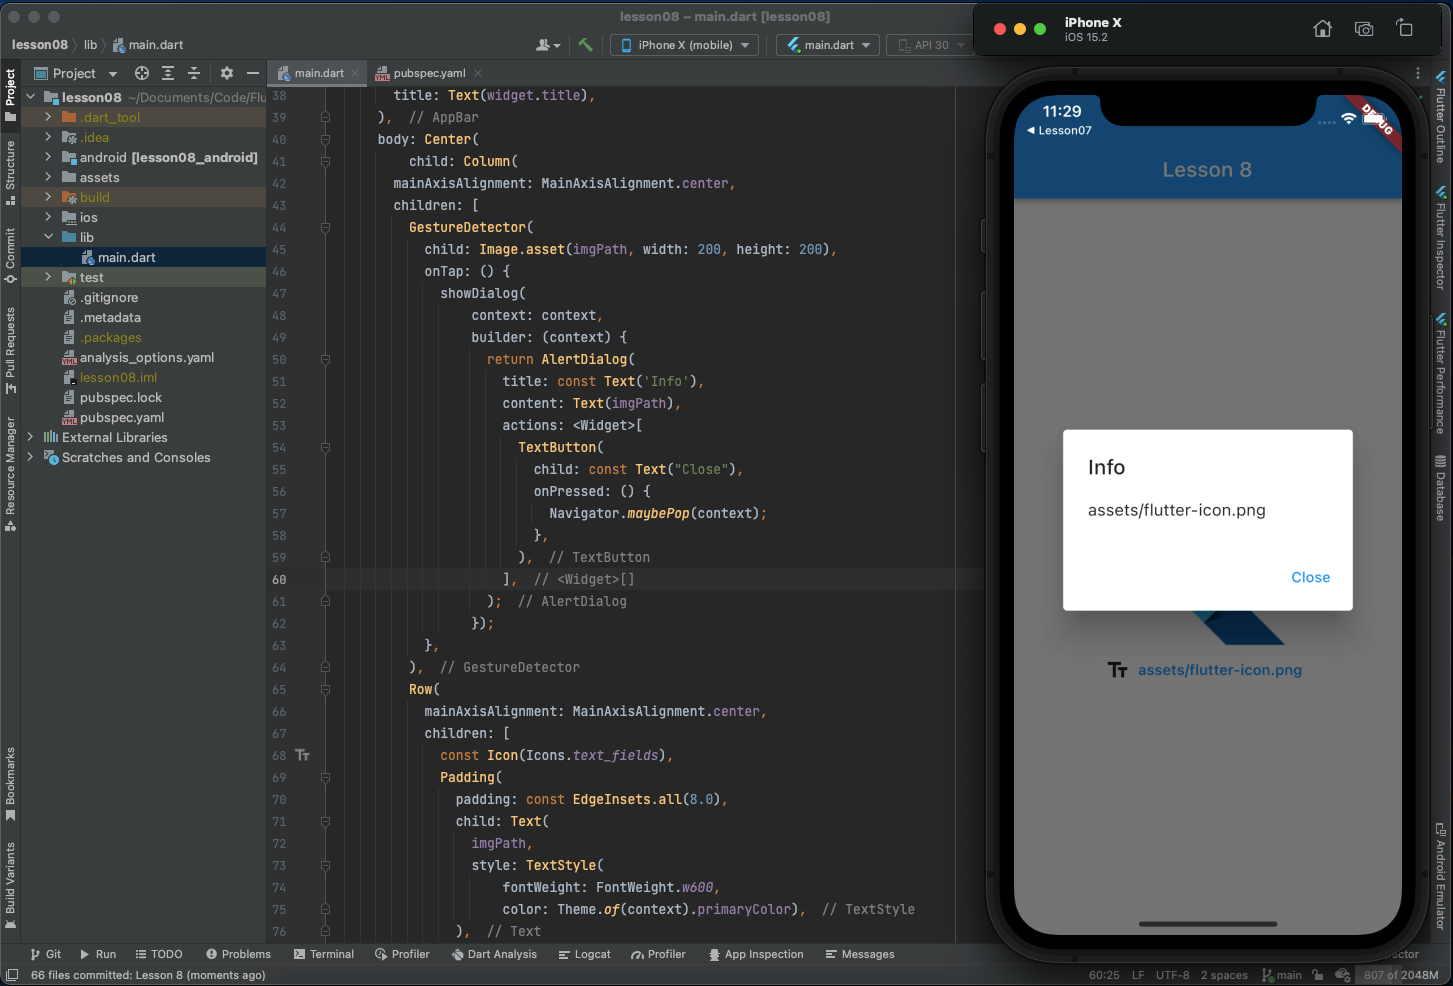 lesson08 – main.dart [lesson08]
lesson08 lib main.dart
iPhone X (mobile) main.dart API 30
Project
main.dart pubspec.yaml
lesson08 ~/Documents/Code/Flu
.dart_tool
.idea
android [lesson08_android]
assets
build
ios
lib
main.dart
test
.gitignore
.metadata
.packages
analysis_options.yaml
lesson08.iml
pubspec.lock
pubspec.yaml
External Libraries
Scratches and Consoles
Project
Structure
Commit
Pull Requests
Resource Manager
Bookmarks
Build Variants
38 title: Text(widget.title),
39 ), // AppBar
40 body: Center(
41 child: Column(
42 mainAxisAlignment: MainAxisAlignment.center,
43 children: [
44 GestureDetector(
45 child: Image.asset(imgPath, width: 200, height: 200),
46 onTap: () {
47 showDialog(
48 context: context,
49 builder: (context) {
50 return AlertDialog(
51 title: const Text('Info'),
52 content: Text(imgPath),
53 actions: <Widget>[
54 TextButton(
55 child: const Text("Close"),
56 onPressed: () {
57 Navigator.maybePop(context);
58 },
59 ), // TextButton
60 ], // <Widget>[]
61 ); // AlertDialog
62 });
63 },
64 ), // GestureDetector
65 Row(
66 mainAxisAlignment: MainAxisAlignment.center,
67 children: [
68 const Icon(Icons.text_fields),
69 Padding(
70 padding: const EdgeInsets.all(8.0),
71 child: Text(
72 imgPath,
73 style: TextStyle(
74 fontWeight: FontWeight.w600,
75 color: Theme.of(context).primaryColor), // TextStyle
76 ), // Text
iPhone X
iOS 15.2
11:29
Lesson07
DEBUG
Lesson 8
Info
assets/flutter-icon.png
Close
Tт assets/flutter-icon.png
Flutter Outline
Flutter Inspector
Flutter Performance
Database
Android Emulator
Git Run TODO Problems Terminal Profiler Dart Analysis Logcat Profiler App Inspection Messages ctor
66 files committed: Lesson 8 (moments ago)
60:25 LF UTF-8 2 spaces main 807 of 2048M